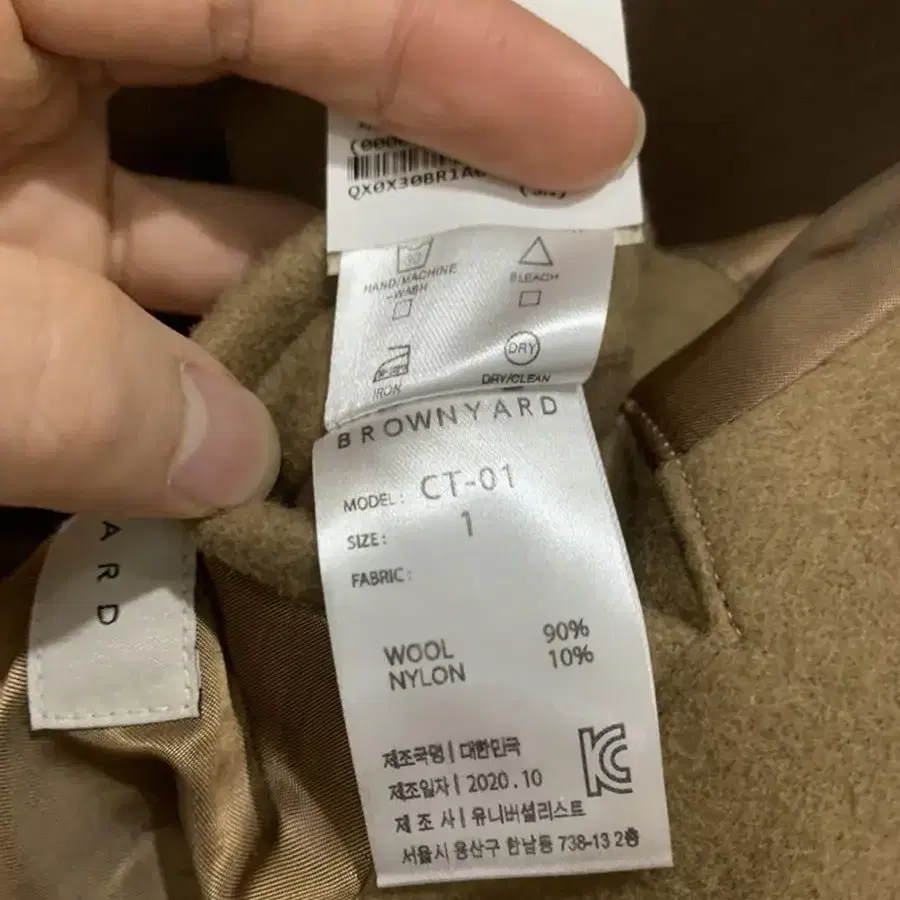 QX0X30BR1A
30
HAND/MACHINE
-WASH
BLEACH
IRON
DRY
DRY/CLEAN
BROWNYARD
MODEL: CT-01
SIZE: 1
FABRIC:
WOOL 90%
NYLON 10%
제조국명 | 대한민국
제조일자 | 2020.10
제 조 사 | 유니버셜리스트
서울시 용산구 한남동 738-13 2층
KC
ARD